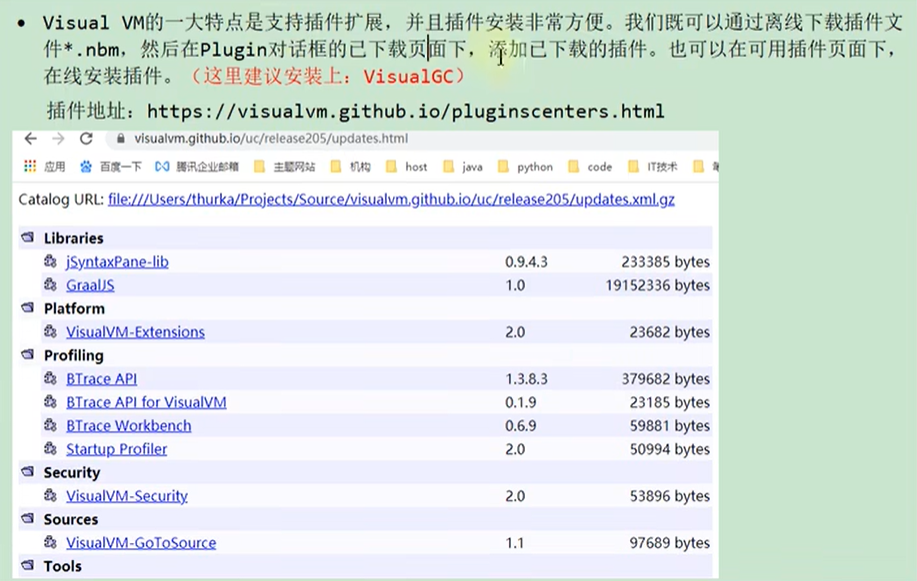 • Visual VM的一大特点是支持插件扩展，并且插件安装非常方便。我们既可以通过离线下载插件文
件*.nbm，然后在Plugin对话框的已下载页面下，添加已下载的插件。也可以在可用插件页面下，
在线安装插件。（这里建议安装上：VisualGC）
插件地址：https://visualvm.github.io/pluginscenters.html
visualvm.github.io/uc/release205/updates.html
应用 百度一下 腾讯企业邮箱 主题网站 机构 host java python code IT技术
Catalog URL: file:///Users/thurka/Projects/Source/visualvm.github.io/uc/release205/updates.xml.gz
Libraries
jSyntaxPane-lib 0.9.4.3 233385 bytes
GraalJS 1.0 19152336 bytes
Platform
VisualVM-Extensions 2.0 23682 bytes
Profiling
BTrace API 1.3.8.3 379682 bytes
BTrace API for VisualVM 0.1.9 23185 bytes
BTrace Workbench 0.6.9 59881 bytes
Startup Profiler 2.0 50994 bytes
Security
VisualVM-Security 2.0 53896 bytes
Sources
VisualVM-GoToSource 1.1 97689 bytes
Tools